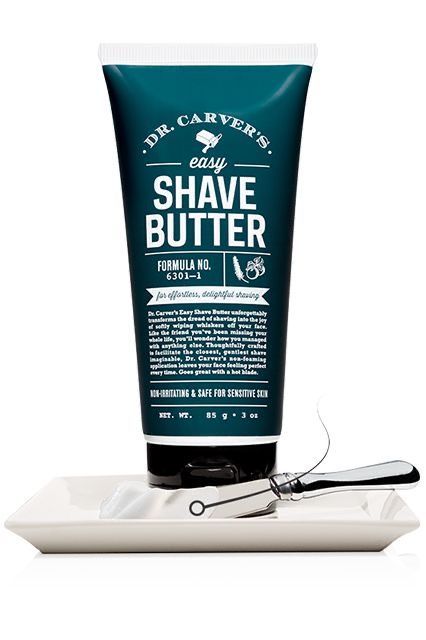 · DR. CARVER'S ·
easy
SHAVE
BUTTER
FORMULA NO.
6301—1
for effortless, delightful shaving
Dr. Carver's Easy Shave Butter unforgettably
transforms the dread of shaving into the joy
of softly wiping whiskers off your face.
Like the friend you've been missing your
whole life, you'll wonder how you managed
with anything else. Thoughtfully crafted
to facilitate the closest, gentlest shave
imaginable, Dr. Carver's non-foaming
application leaves your face feeling perfect
every time. Goes great with a hot blade.
NON-IRRITATING & SAFE FOR SENSITIVE SKIN
NET. WT. 85 g • 3 oz